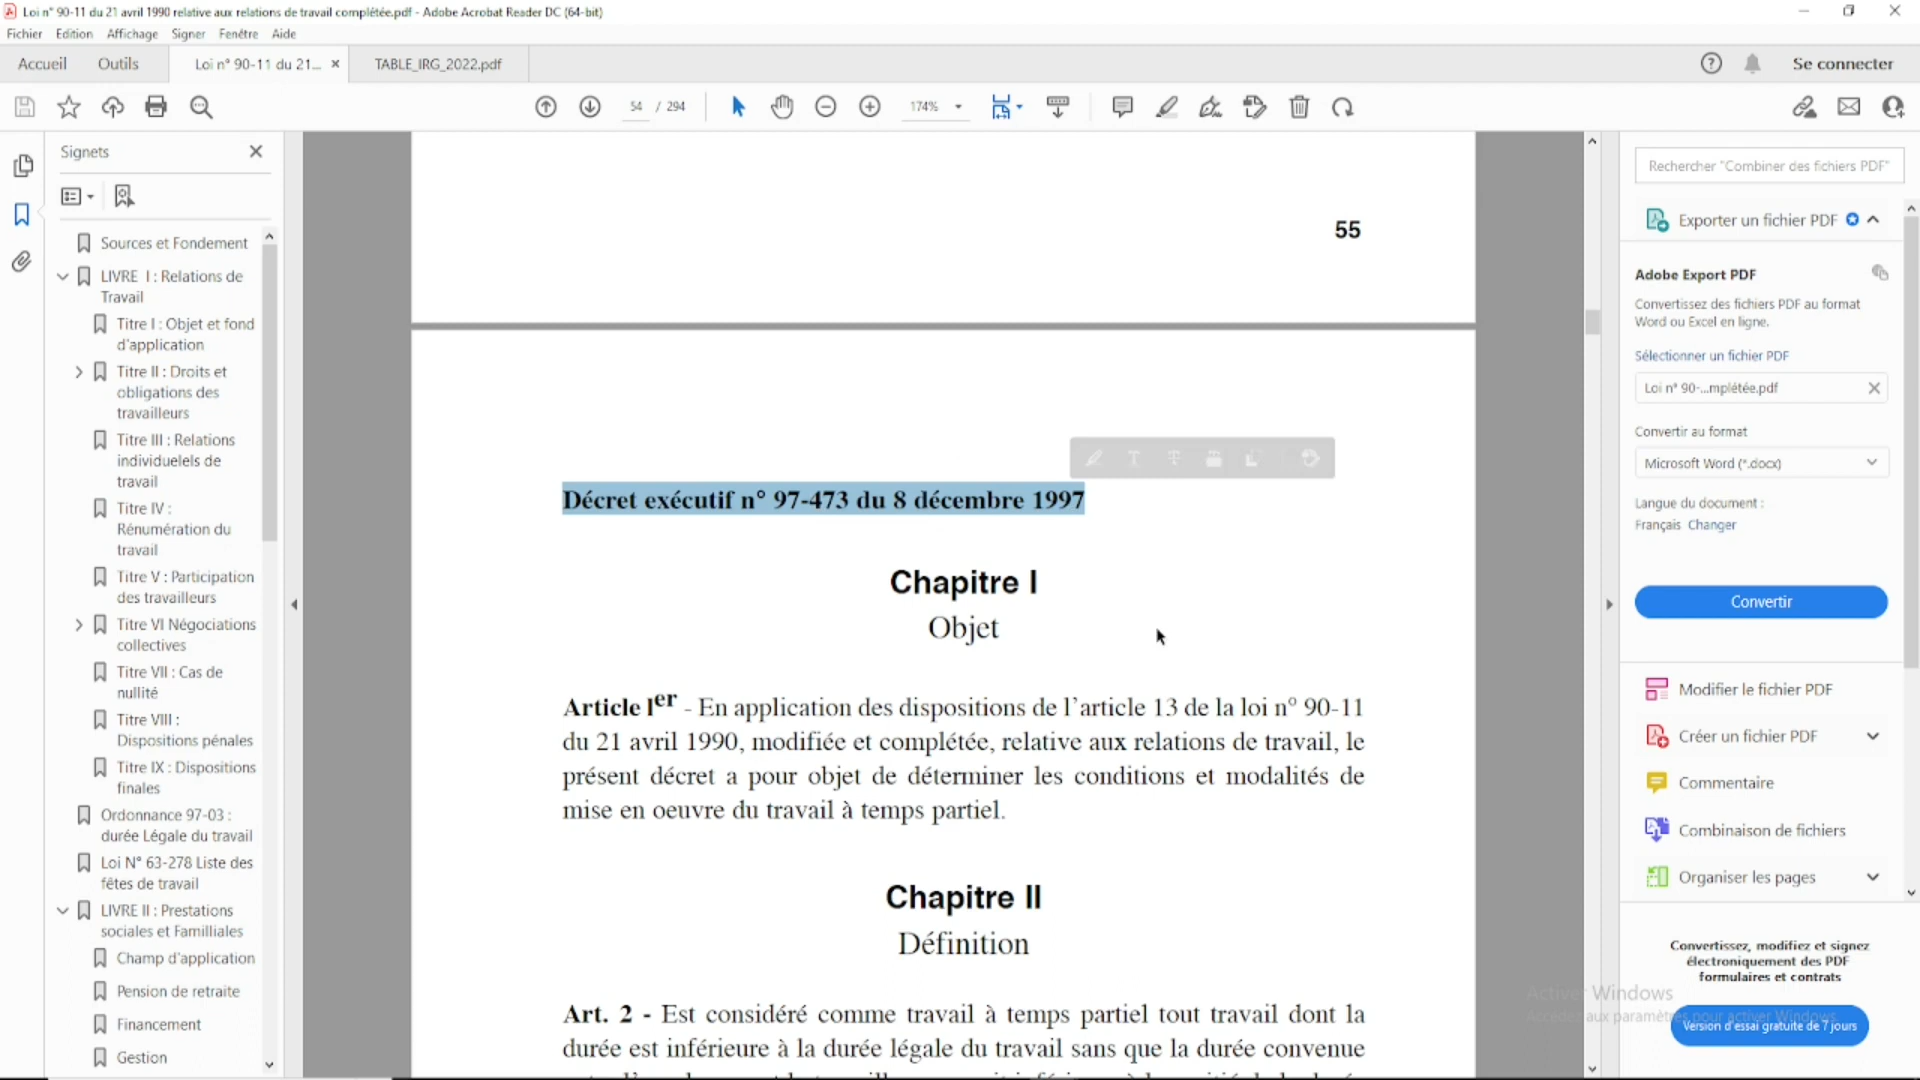 Loi n° 90-11 du 21 avril 1990 relative aux relations de travail complétée.pdf - Adobe Acrobat Reader DC (64-bit)
Fichier Edition Affichage Signer Fenêtre Aide
Accueil Outils Loi n° 90-11 du 21... × TABLE_IRG_2022.pdf Se connecter
54 / 294 174%
Signets
Sources et Fondement
LIVRE I : Relations de
Travail
Titre I : Objet et fond
d'application
Titre II : Droits et
obligations des
travailleurs
Titre III : Relations
individuelels de
travail
Titre IV :
Rénumération du
travail
Titre V : Participation
des travailleurs
Titre VI Négociations
collectives
Titre VII : Cas de
nullité
Titre VIII :
Dispositions pénales
Titre IX : Dispositions
finales
Ordonnance 97-03 :
durée Légale du travail
Loi N° 63-278 Liste des
fêtes de travail
LIVRE II : Prestations
sociales et Familliales
Champ d'application
Pension de retraite
Financement
Gestion
55
Décret exécutif n° 97-473 du 8 décembre 1997
Chapitre I
Objet
Article 1er - En application des dispositions de l'article 13 de la loi n° 90-11
du 21 avril 1990, modifiée et complétée, relative aux relations de travail, le
présent décret a pour objet de déterminer les conditions et modalités de
mise en oeuvre du travail à temps partiel.
Chapitre II
Définition
Art. 2 - Est considéré comme travail à temps partiel tout travail dont la
durée est inférieure à la durée légale du travail sans que la durée convenue
Rechercher "Combiner des fichiers PDF"
Exporter un fichier PDF
Adobe Export PDF
Convertissez des fichiers PDF au format
Word ou Excel en ligne.
Sélectionner un fichier PDF
Loi n° 90-...mplétée.pdf
Convertir au format
Microsoft Word (*.docx)
Langue du document :
Français Changer
Convertir
Modifier le fichier PDF
Créer un fichier PDF
Commentaire
Combinaison de fichiers
Organiser les pages
Convertissez, modifiez et signez
électroniquement des PDF
formulaires et contrats
Activer Windows
Accédez aux paramètres pour activer Windows.
Version d'essai gratuite de 7 jours